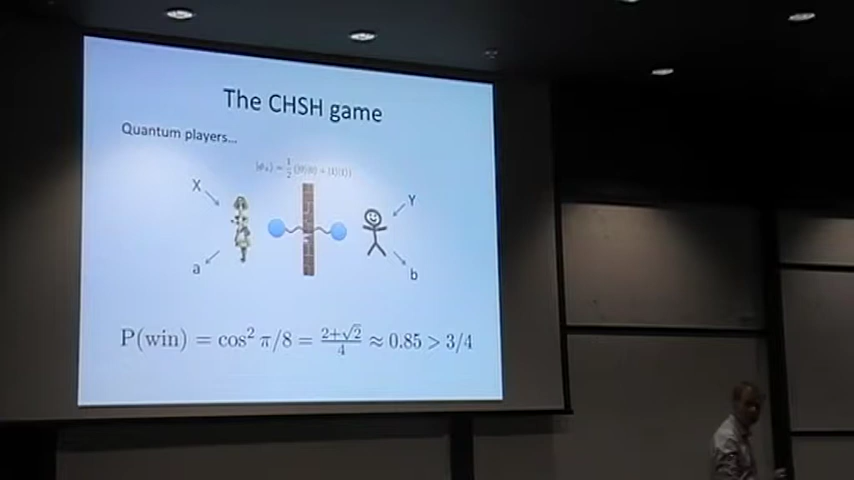 The CHSH game
Quantum players...
X
Y
a
b
P(win) = cos² π/8 = (2+√2)/4 ≈ 0.85 > 3/4